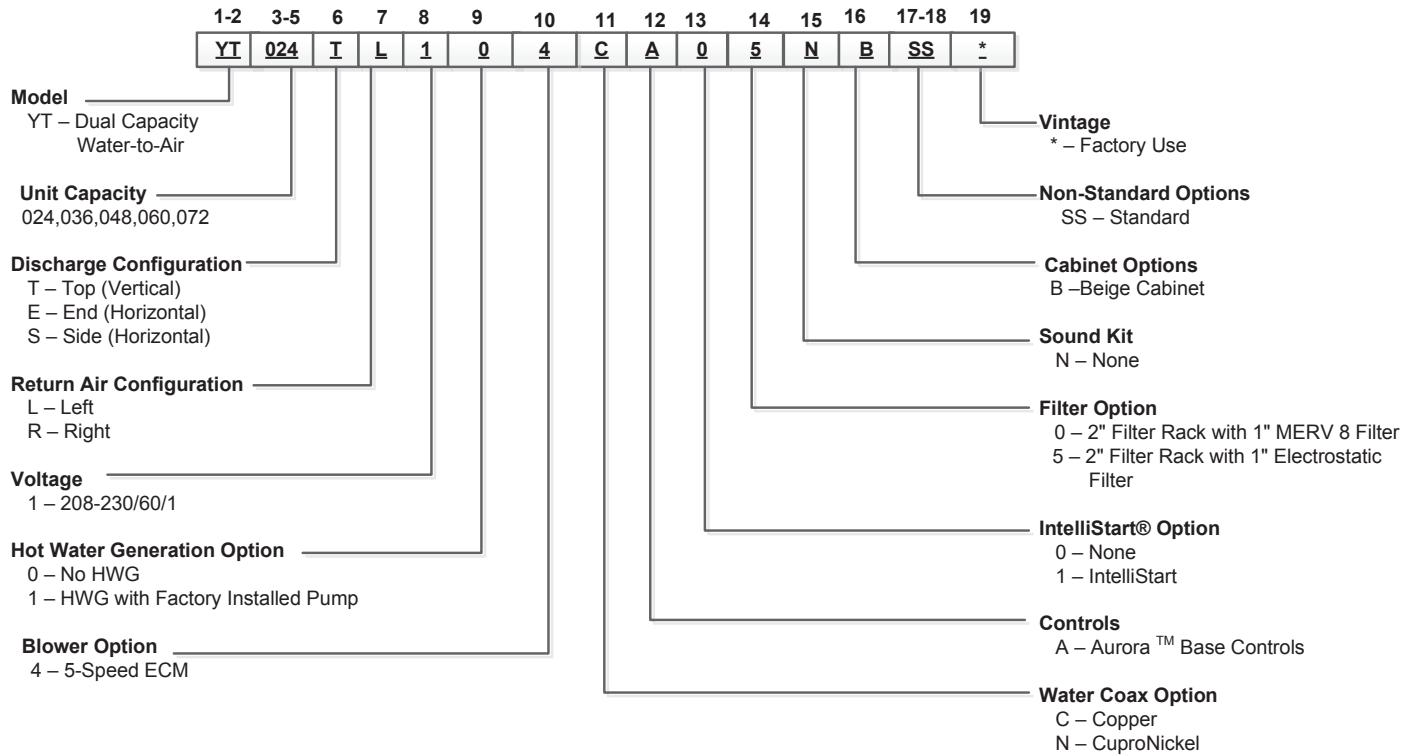 1-2 3-5 6 7 8 9 10 11 12 13 14 15 16 17-18 19
YT 024 T L 1 0 4 C A 0 5 N B SS *
Model
YT – Dual Capacity
Water-to-Air
Unit Capacity
024,036,048,060,072
Discharge Configuration
T – Top (Vertical)
E – End (Horizontal)
S – Side (Horizontal)
Return Air Configuration
L – Left
R – Right
Voltage
1 – 208-230/60/1
Hot Water Generation Option
0 – No HWG
1 – HWG with Factory Installed Pump
Blower Option
4 – 5-Speed ECM
Vintage
* – Factory Use
Non-Standard Options
SS – Standard
Cabinet Options
B –Beige Cabinet
Sound Kit
N – None
Filter Option
0 – 2" Filter Rack with 1" MERV 8 Filter
5 – 2" Filter Rack with 1" Electrostatic
Filter
IntelliStart® Option
0 – None
1 – IntelliStart
Controls
A – Aurora ™ Base Controls
Water Coax Option
C – Copper
N – CuproNickel